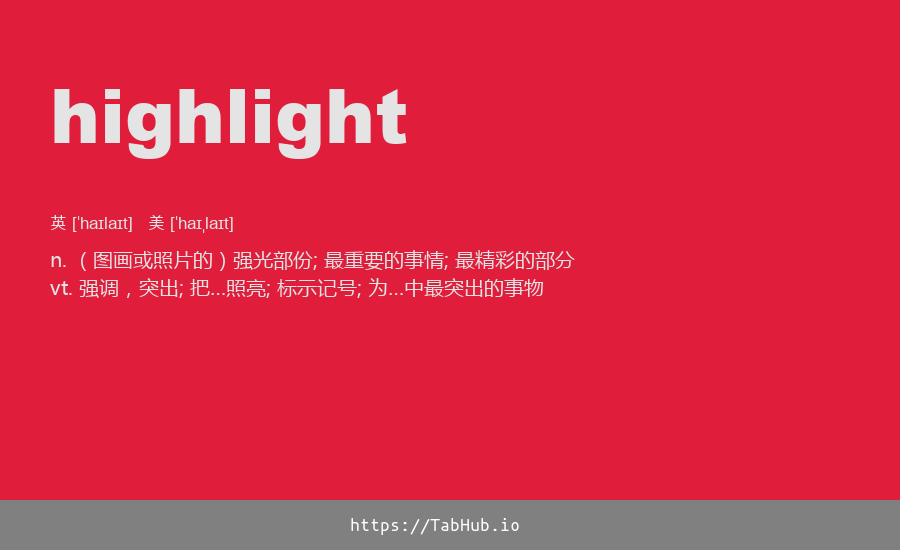 highlight
英 [ˈhaɪlaɪt] 美 [ˈhaɪˌlaɪt]
n. （图画或照片的）强光部份; 最重要的事情; 最精彩的部分
vt. 强调，突出; 把…照亮; 标示记号; 为…中最突出的事物
https://TabHub.io